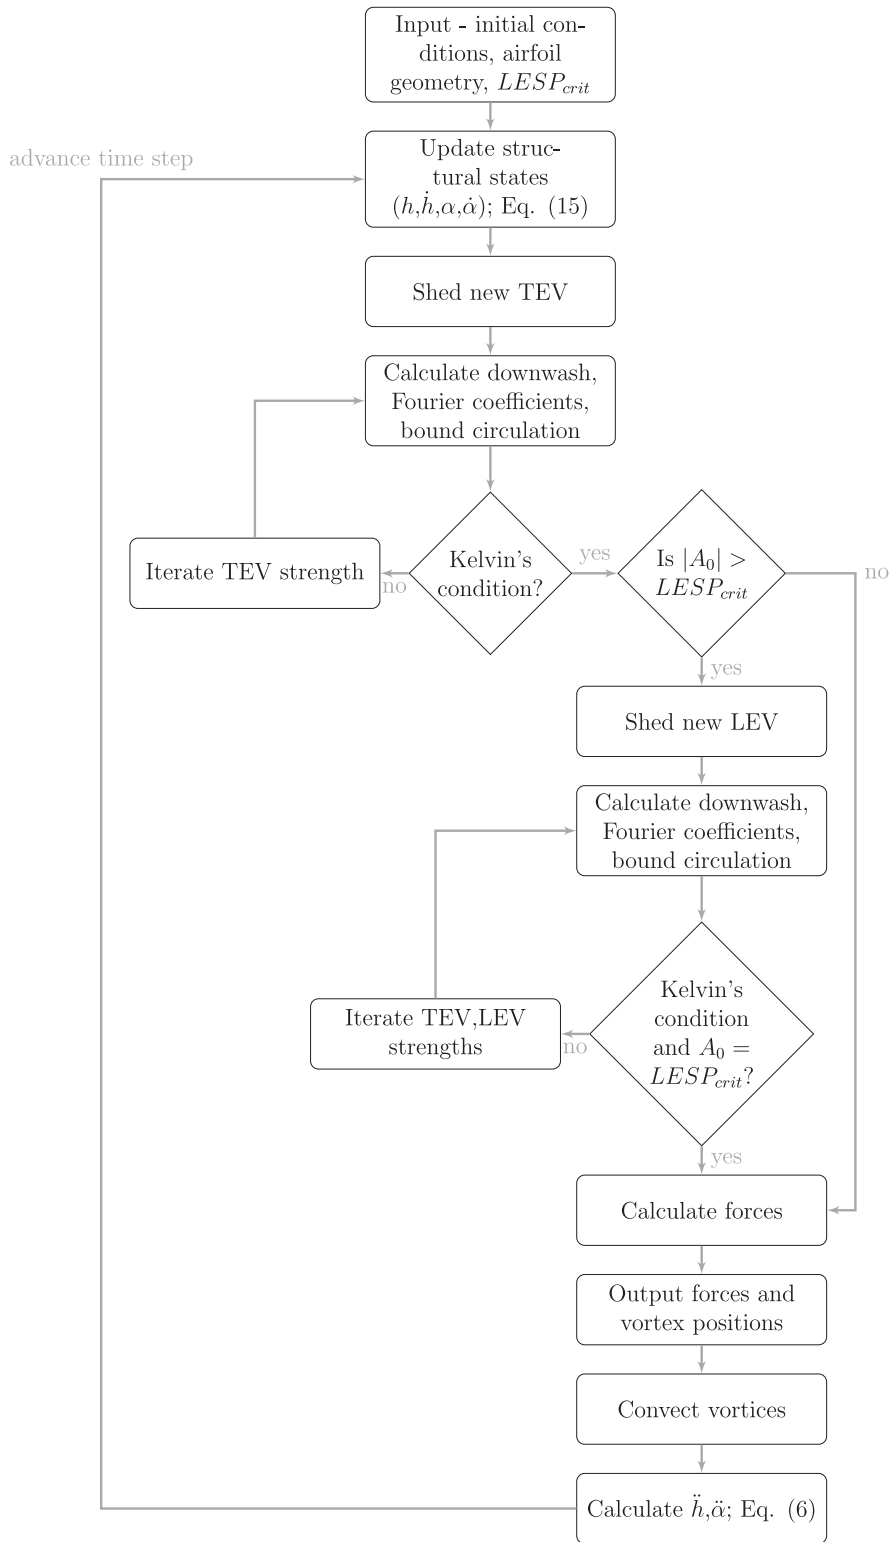 Input - initial con-
ditions, airfoil
geometry, LESP_crit
advance time step
Update struc-
tural states
(h,ḣ,α,α̇); Eq. (15)
Shed new TEV
Calculate downwash,
Fourier coefficients,
bound circulation
Iterate TEV strength
no
Kelvin's
condition?
yes
Is |A_0| >
LESP_crit
no
yes
Shed new LEV
Calculate downwash,
Fourier coefficients,
bound circulation
Iterate TEV,LEV
strengths
no
Kelvin's
condition
and A_0 =
LESP_crit?
yes
Calculate forces
Output forces and
vortex positions
Convect vortices
Calculate ḧ,α̈; Eq. (6)